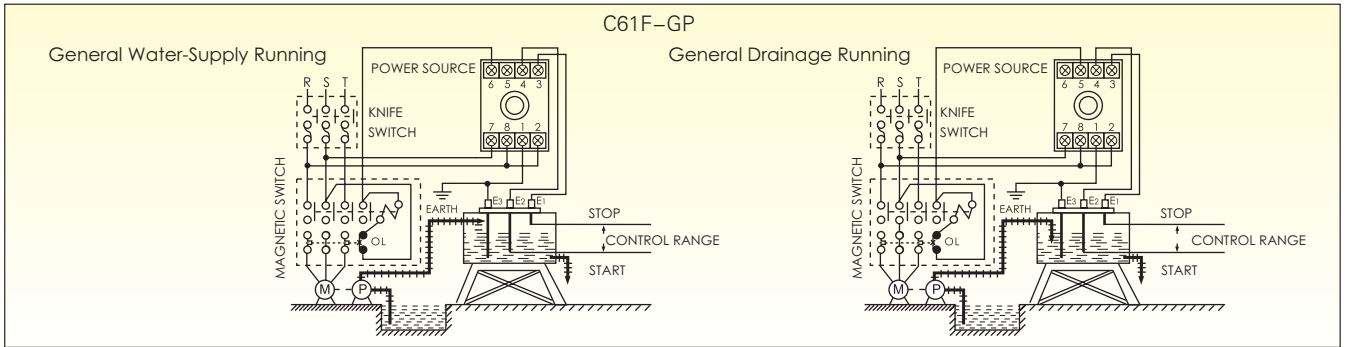 C61F-GP
General Water-Supply Running
POWER SOURCE
6 5 4 3
7 8 1 2
R S T
KNIFE
SWITCH
MAGNETIC SWITCH
EARTH
E3 E2 E1
OL
M P
STOP
CONTROL RANGE
START
General Drainage Running
POWER SOURCE
6 5 4 3
7 8 1 2
R S T
KNIFE
SWITCH
MAGNETIC SWITCH
EARTH
E3 E2 E1
OL
M P
STOP
CONTROL RANGE
START